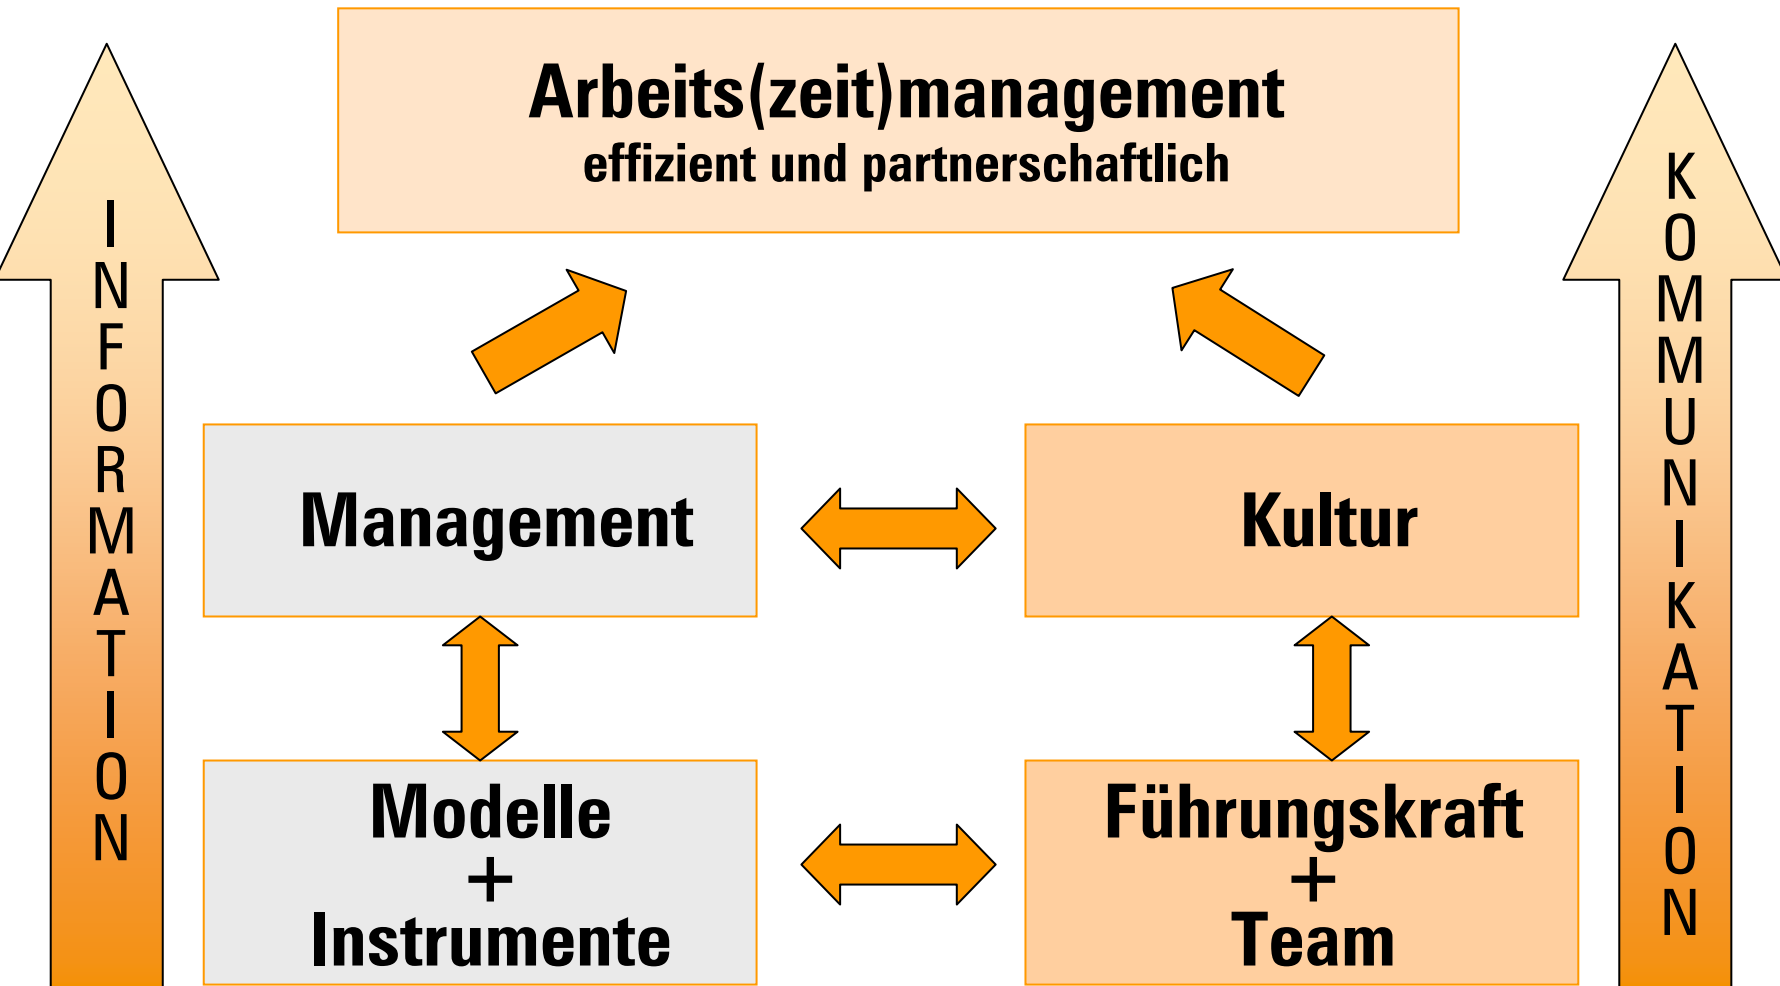 Arbeits(zeit)management
effizient und partnerschaftlich
INFORMATION
KOMMUNIKATION
Management
Kultur
Modelle
+
Instrumente
Führungskraft
+
Team